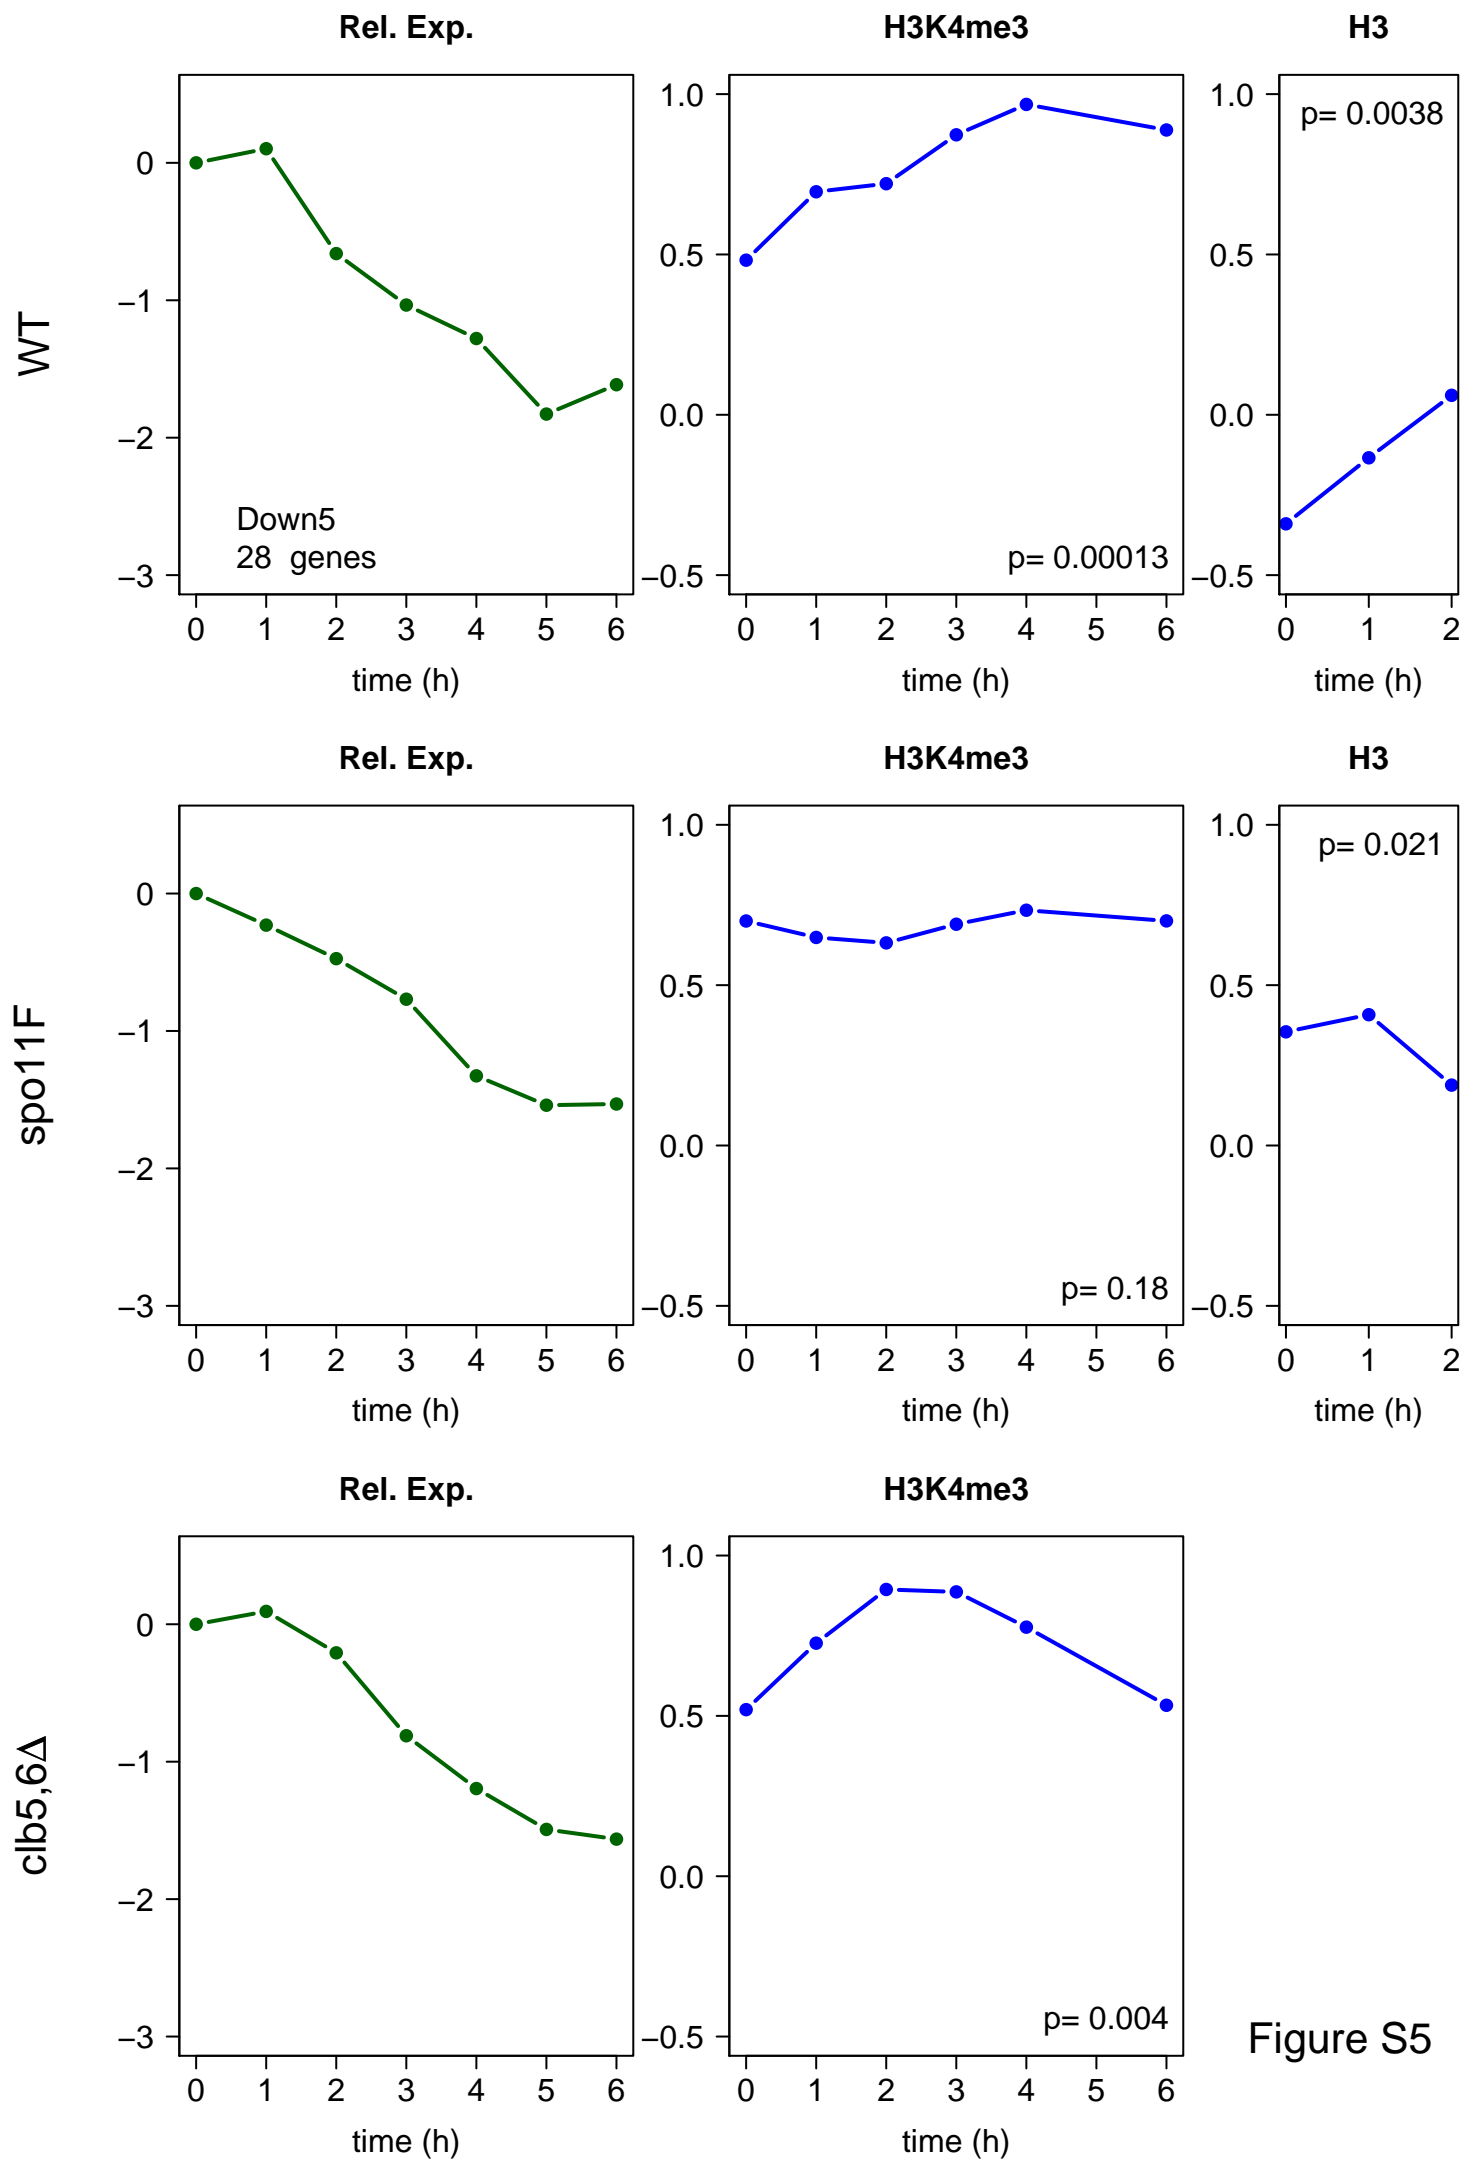 Rel. Exp. H3K4me3 H3
WT
0
−1
−2
−3
Down5
28 genes
0 1 2 3 4 5 6
time (h)
1.0
0.5
0.0
−0.5
p= 0.00013
0 1 2 3 4 5 6
time (h)
1.0
0.5
0.0
−0.5
p= 0.0038
0 1 2
time (h)
Rel. Exp. H3K4me3 H3
spo11F
0
−1
−2
−3
0 1 2 3 4 5 6
time (h)
1.0
0.5
0.0
−0.5
p= 0.18
0 1 2 3 4 5 6
time (h)
1.0
0.5
0.0
−0.5
p= 0.021
0 1 2
time (h)
Rel. Exp. H3K4me3
clb5,6Δ
0
−1
−2
−3
0 1 2 3 4 5 6
time (h)
1.0
0.5
0.0
−0.5
p= 0.004
0 1 2 3 4 5 6
time (h)
Figure S5